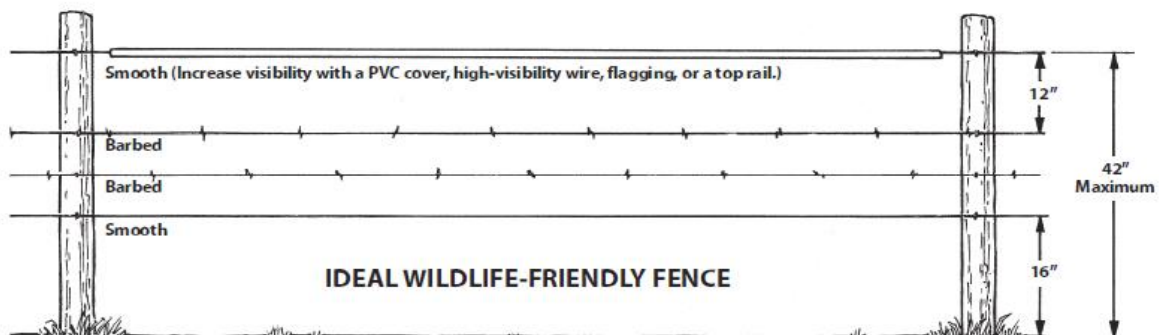 Smooth (Increase visibility with a PVC cover, high-visibility wire, flagging, or a top rail.)
12”
Barbed
Barbed
42”
Maximum
Smooth
16”
IDEAL WILDLIFE-FRIENDLY FENCE